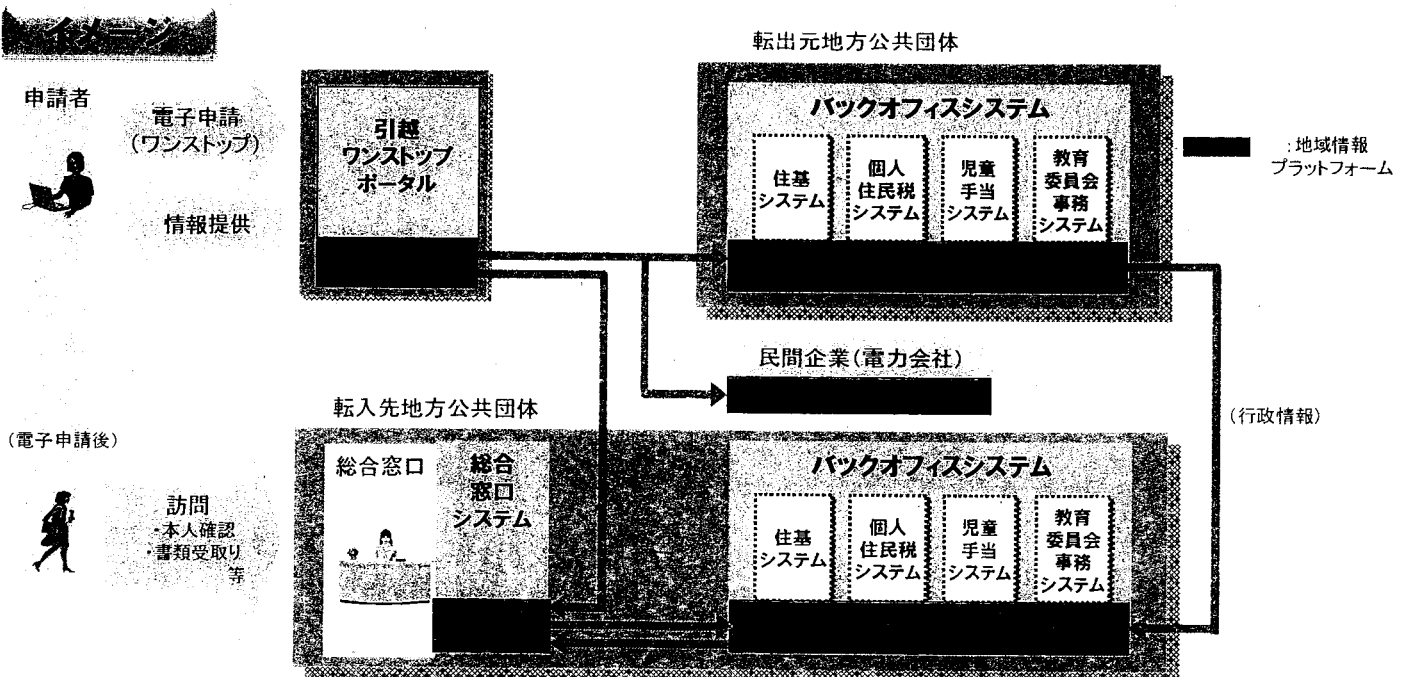 イメージ
申請者
電子申請
（ワンストップ）
情報提供
引越
ワンストップ
ポータル
転出元地方公共団体
バックオフィスシステム
住基
システム
個人
住民税
システム
児童
手当
システム
教育
委員会
事務
システム
：地域情報
プラットフォーム
民間企業（電力会社）
（行政情報）
転入先地方公共団体
（電子申請後）
訪問
・本人確認
・書類受取り
等
総合窓口
総合
窓口
システム
バックオフィスシステム
住基
システム
個人
住民税
システム
児童
手当
システム
教育
委員会
事務
システム